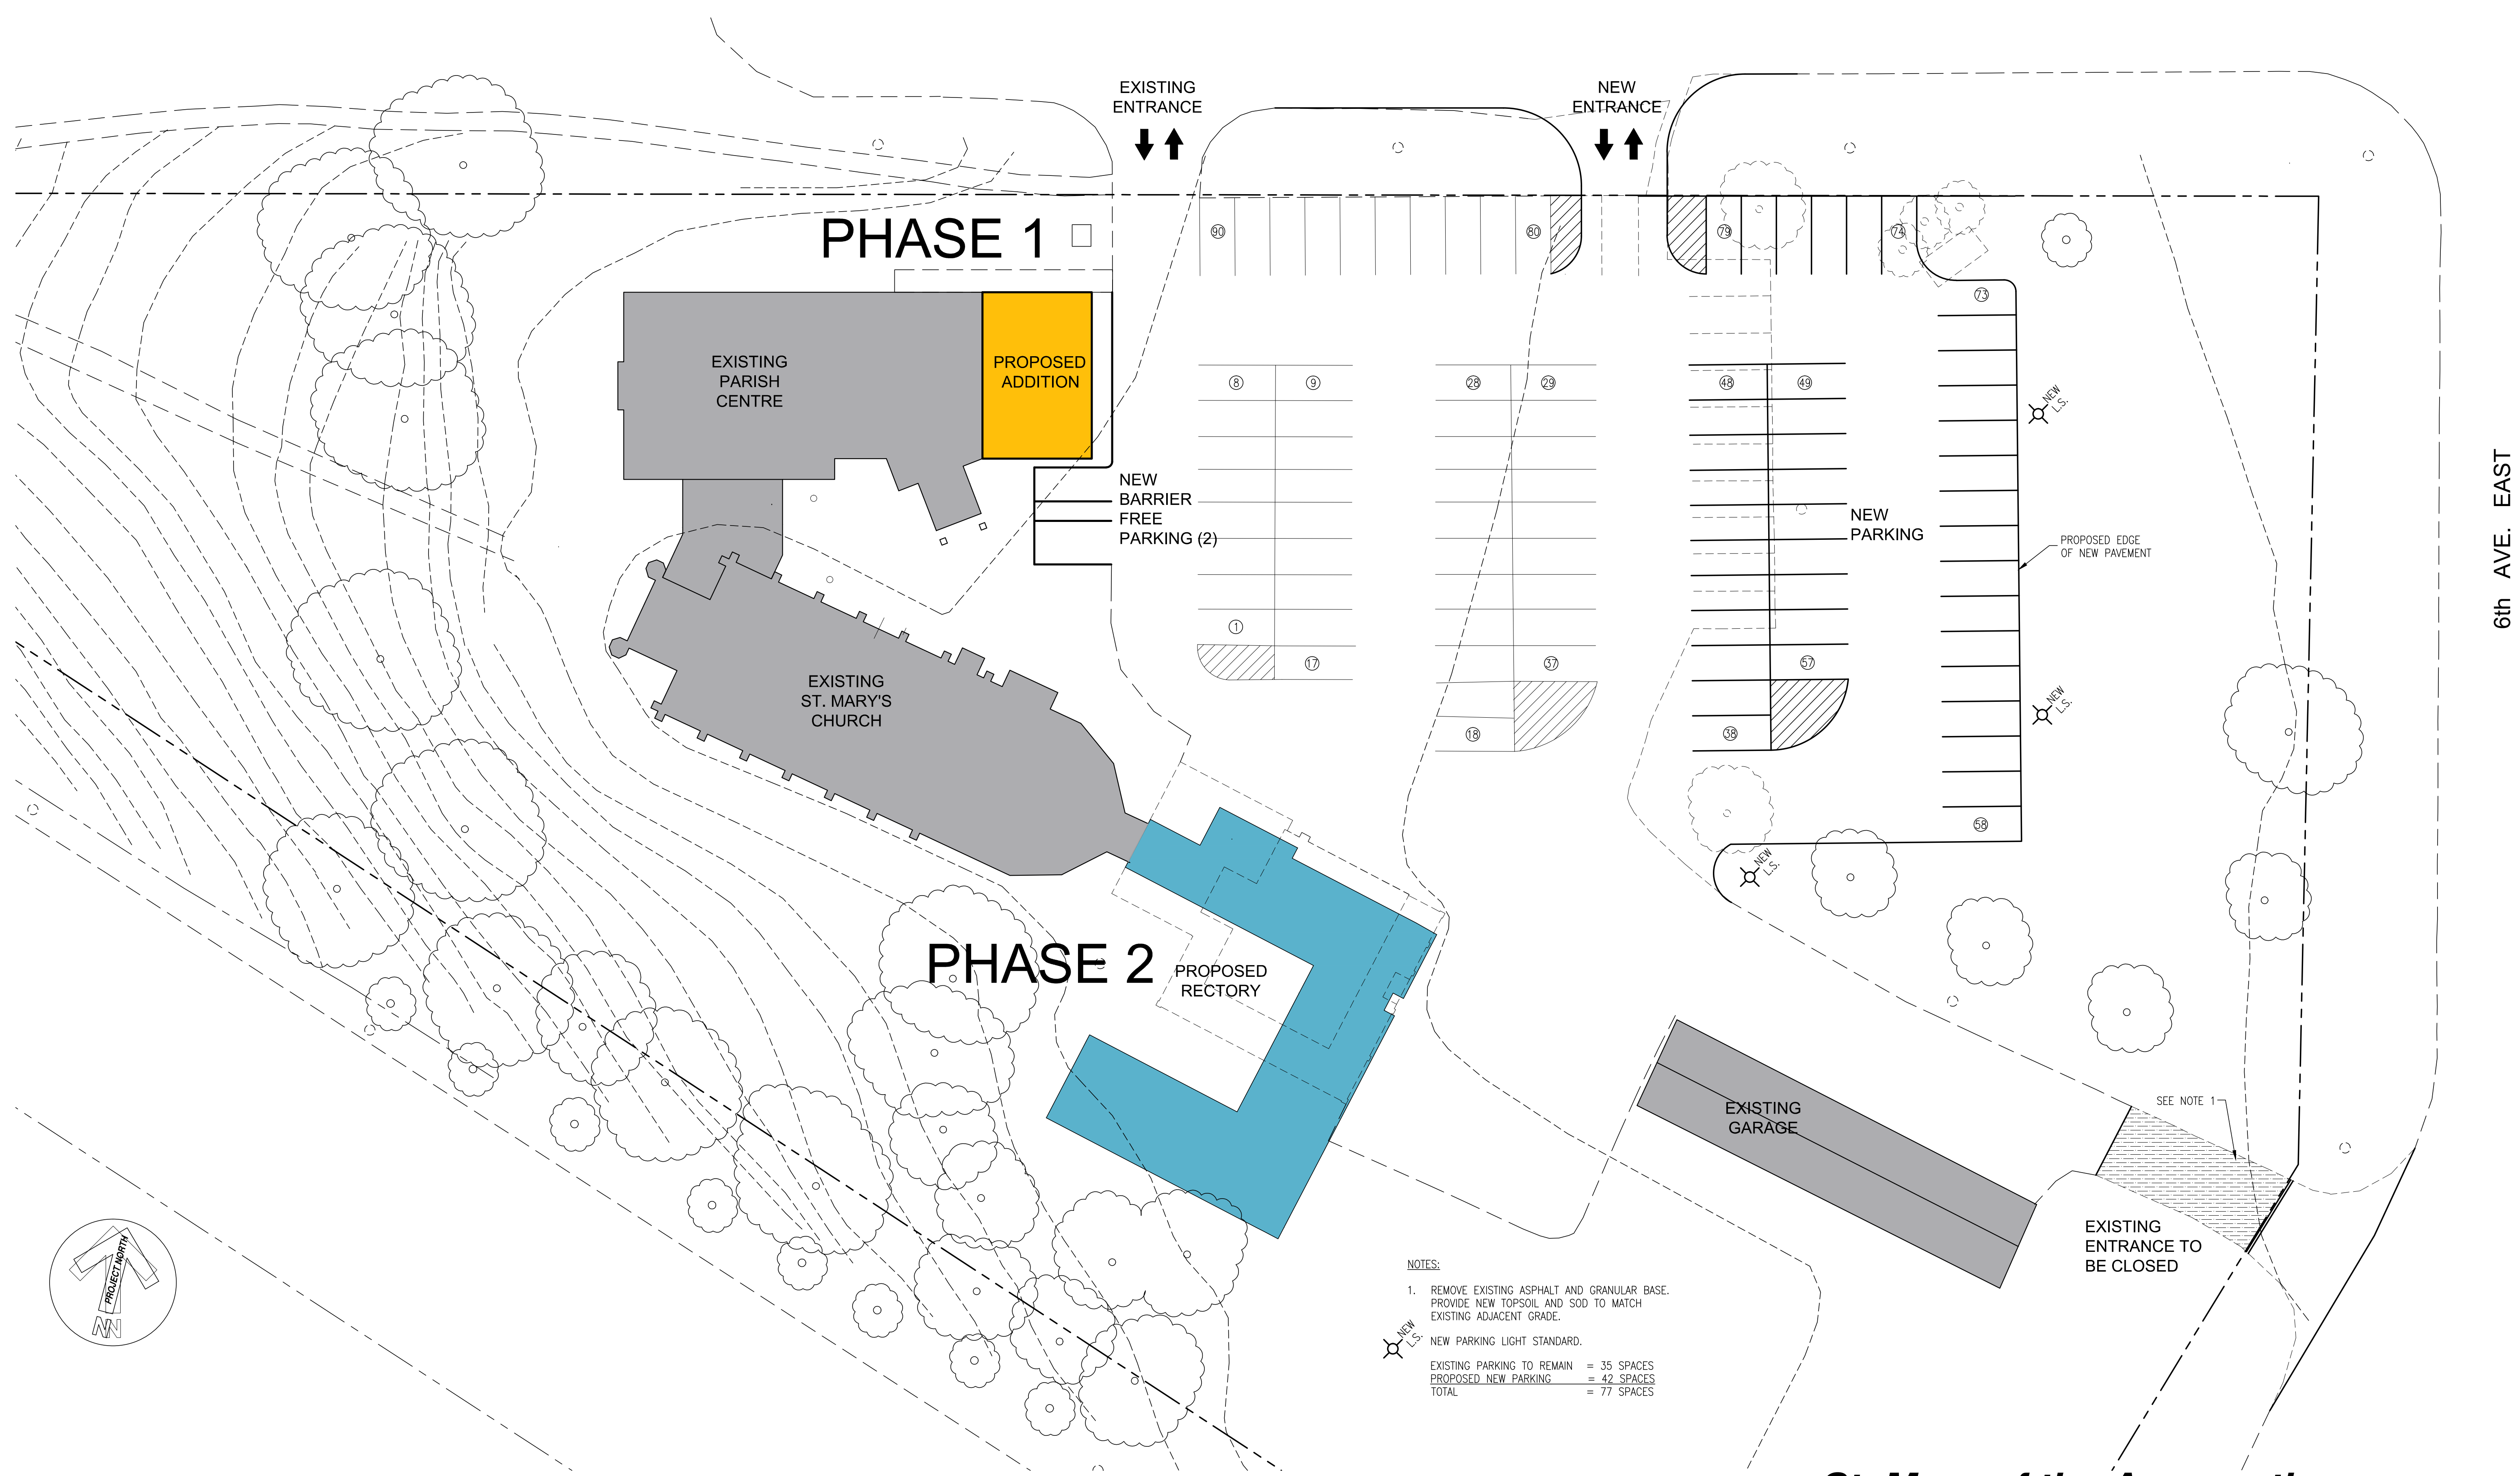 EXISTING
ENTRANCE
NEW
ENTRANCE
PHASE 1
90
80
79
74
73
EXISTING
PARISH
CENTRE
PROPOSED
ADDITION
8
9
28
29
48
49
NEW
L.S.
NEW
BARRIER
FREE
PARKING (2)
NEW
PARKING
PROPOSED EDGE
OF NEW PAVEMENT
6th AVE. EAST
1
17
37
57
EXISTING
ST. MARY'S
CHURCH
18
38
NEW
L.S.
58
NEW
L.S.
PHASE 2
PROPOSED
RECTORY
EXISTING
GARAGE
SEE NOTE 1
EXISTING
ENTRANCE TO
BE CLOSED
PROJECT NORTH
N
N
NOTES:
1. REMOVE EXISTING ASPHALT AND GRANULAR BASE.
PROVIDE NEW TOPSOIL AND SOD TO MATCH
EXISTING ADJACENT GRADE.
NEW
L.S.
NEW PARKING LIGHT STANDARD.
EXISTING PARKING TO REMAIN = 35 SPACES
PROPOSED NEW PARKING = 42 SPACES
TOTAL = 77 SPACES